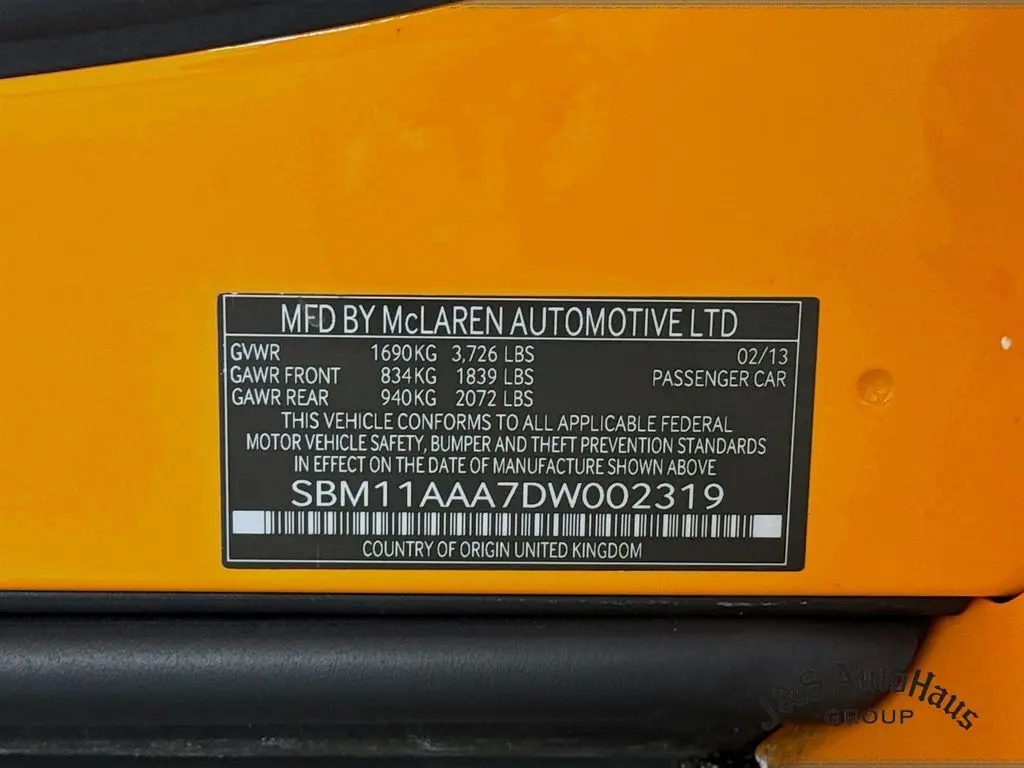 MFD BY McLAREN AUTOMOTIVE LTD
GVWR 1690KG 3,726 LBS 02/13
GAWR FRONT 834KG 1839 LBS PASSENGER CAR
GAWR REAR 940KG 2072 LBS
THIS VEHICLE CONFORMS TO ALL APPLICABLE FEDERAL
MOTOR VEHICLE SAFETY, BUMPER AND THEFT PREVENTION STANDARDS
IN EFFECT ON THE DATE OF MANUFACTURE SHOWN ABOVE
SBM11AAA7DW002319
COUNTRY OF ORIGIN UNITED KINGDOM
AutoHaus
GROUP